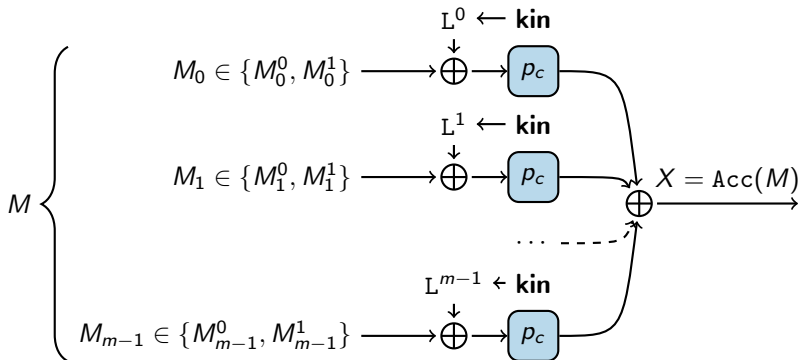 L^0 ← kin
M_0 ∈ {M_0^0, M_0^1} p_c
L^1 ← kin
M_1 ∈ {M_1^0, M_1^1} p_c
X = Acc(M)
M
...
L^{m−1} ← kin
M_{m−1} ∈ {M_{m−1}^0, M_{m−1}^1} p_c